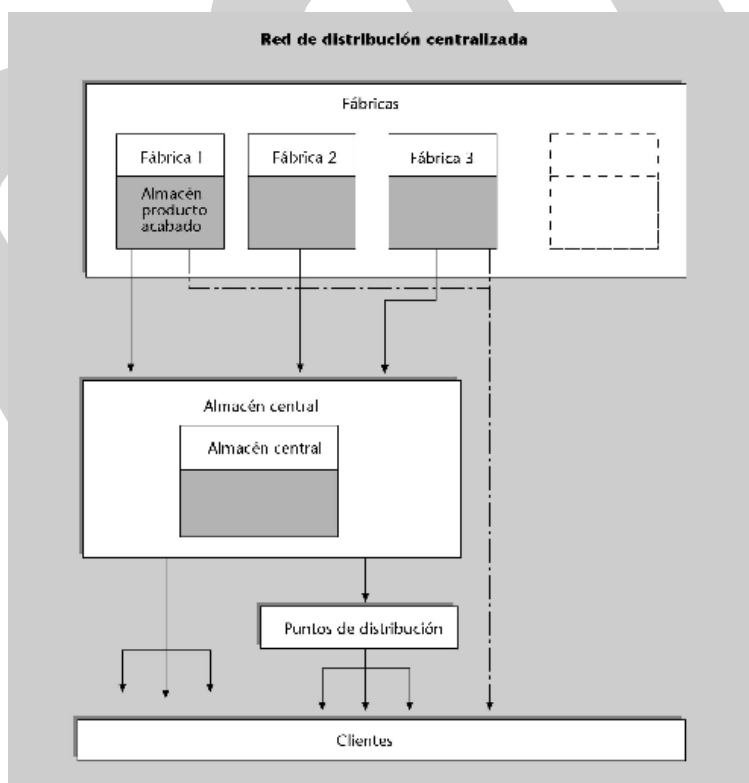 Red de distribución centralizada
Fábricas
Fábrica 1
Fábrica 2
Fábrica 3
Almacén
producto
acabado
Almacén central
Almacén central
Puntos de distribución
Clientes